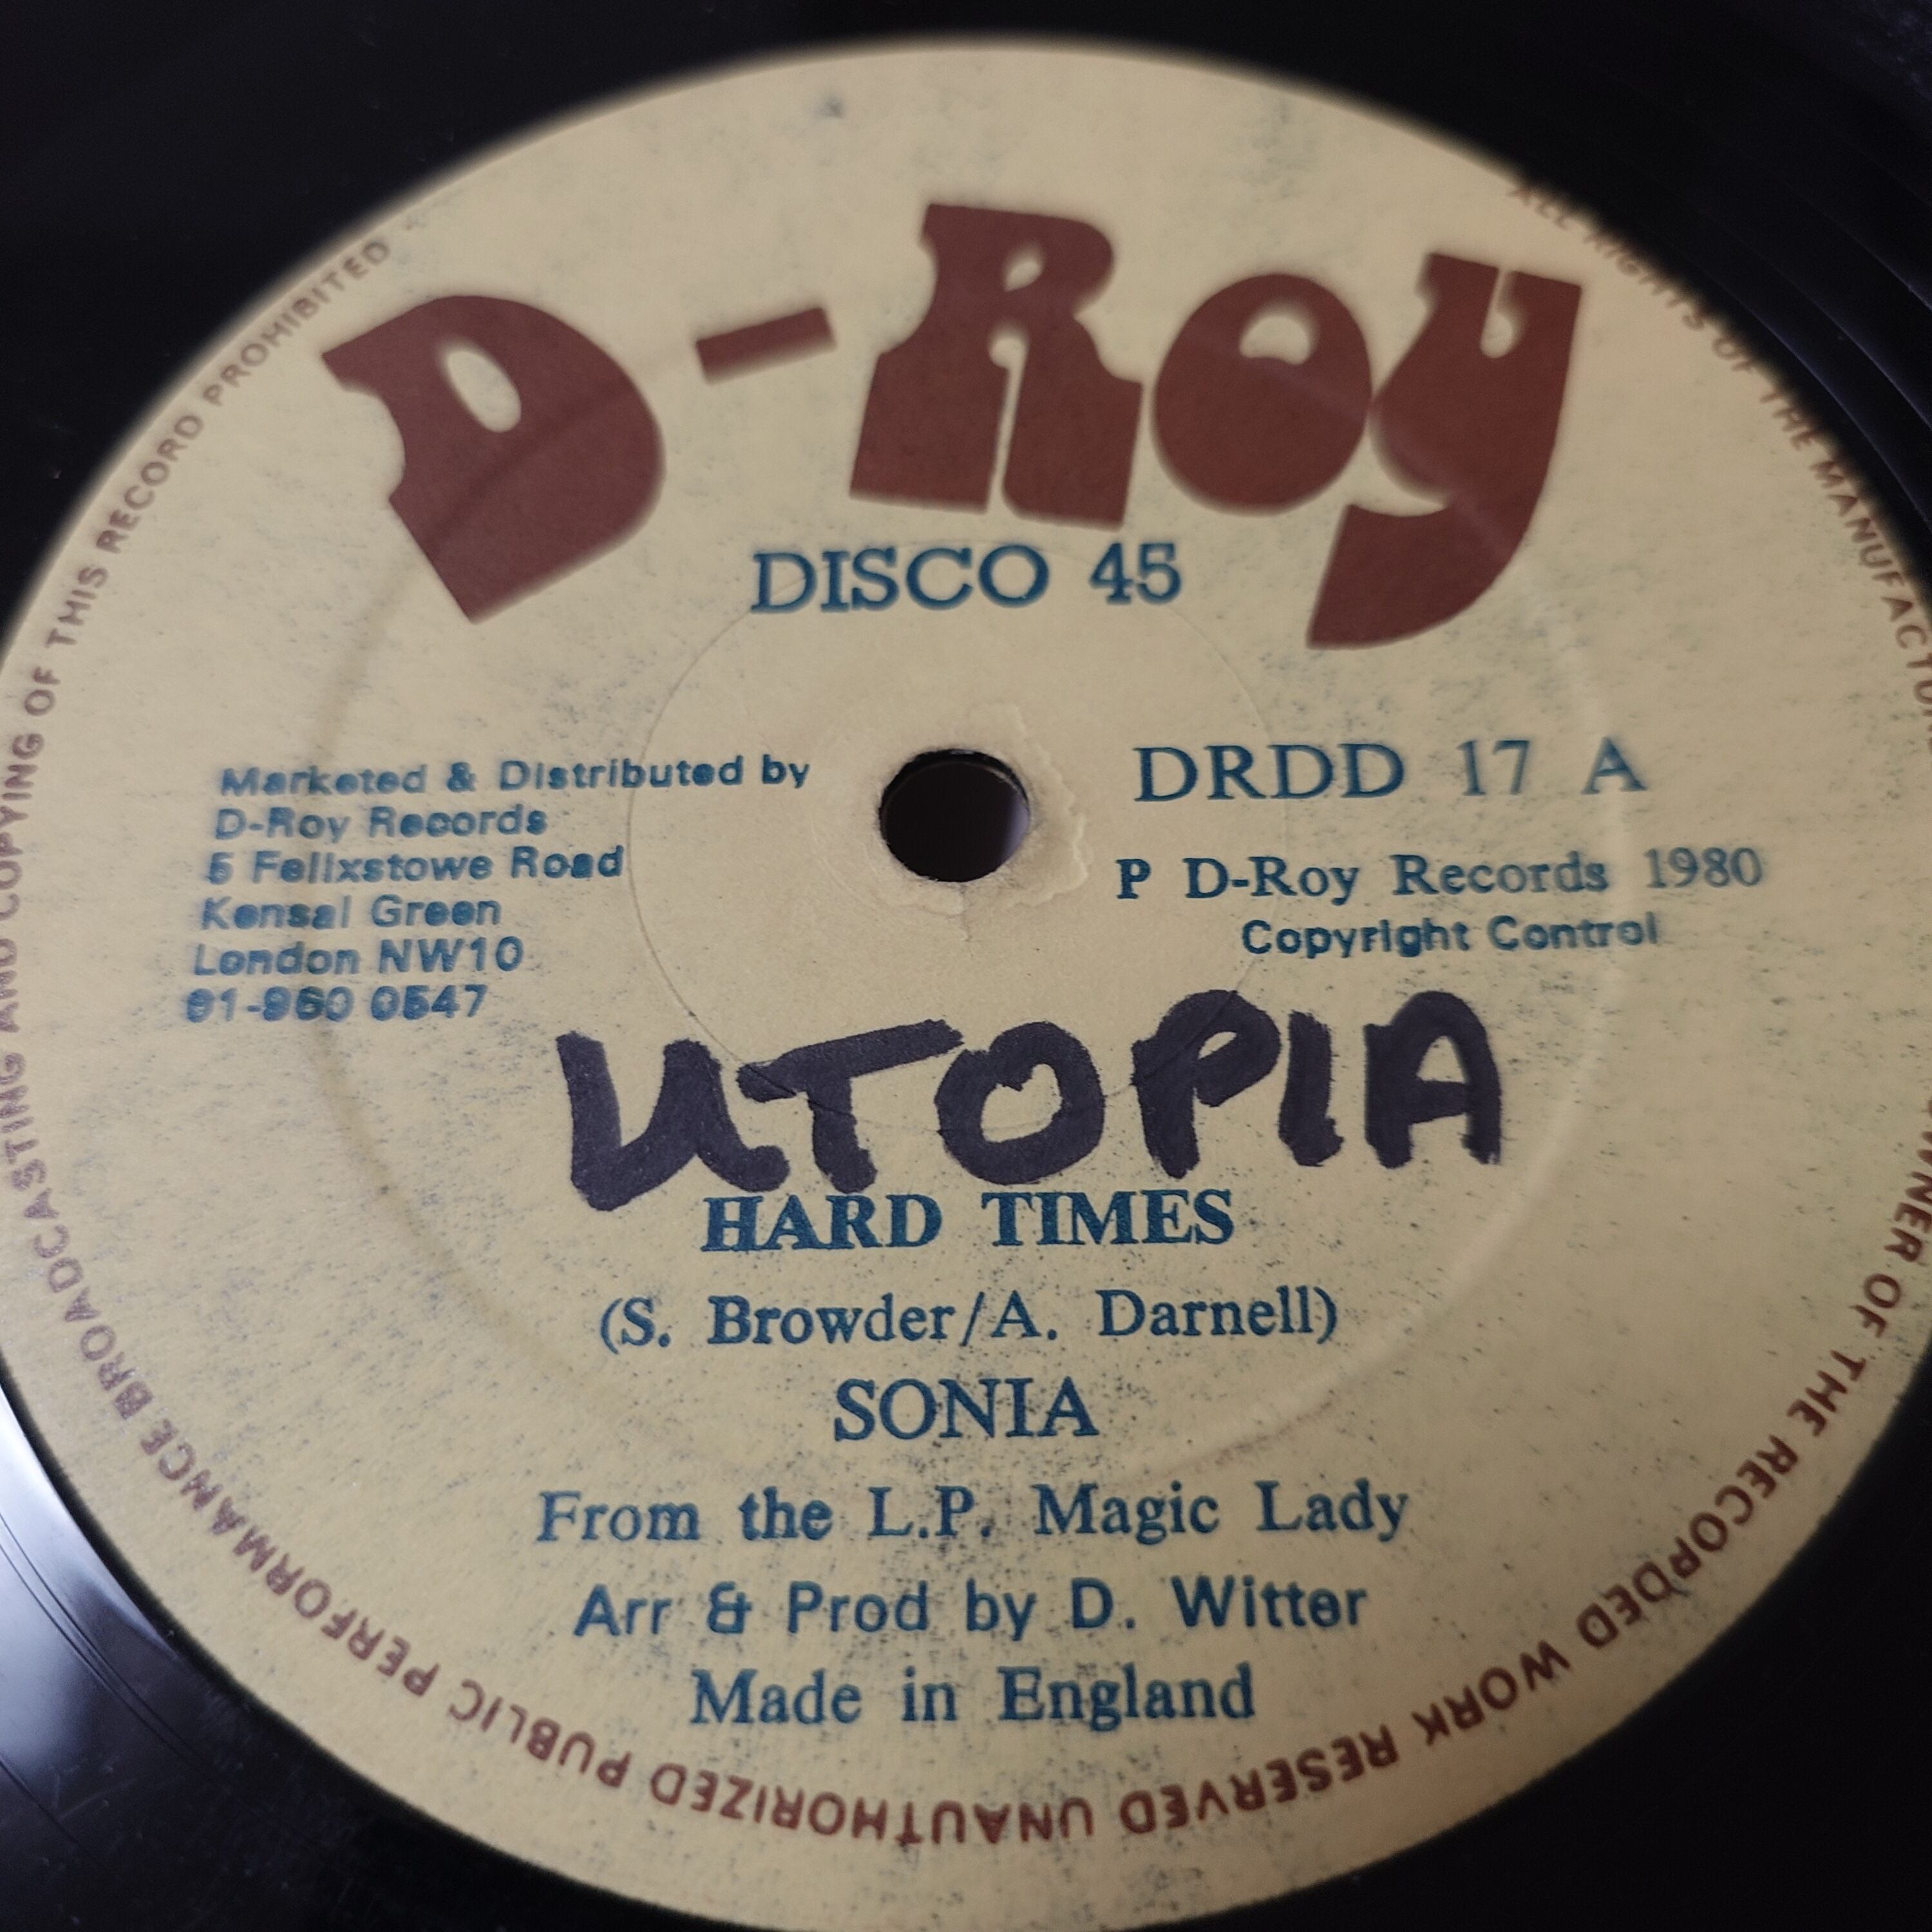 D-Roy
DISCO 45
Marketed & Distributed by
D-Roy Records
5 Felixstowe Road
Kensal Green
London NW10
01-960 0547
DRDD 17 A
P D-Roy Records 1980
Copyright Control
UTOPIA
HARD TIMES
(S. Browder/A. Darnell)
SONIA
From the L.P. Magic Lady
Arr & Prod by D. Witter
Made in England
ALL RIGHTS OF THE MANUFACTURER OWNER OF THE RECORDED WORK RESERVED UNAUTHORIZED PUBLIC PERFORMANCE BROADCASTING AND COPYING OF THIS RECORD PROHIBITED